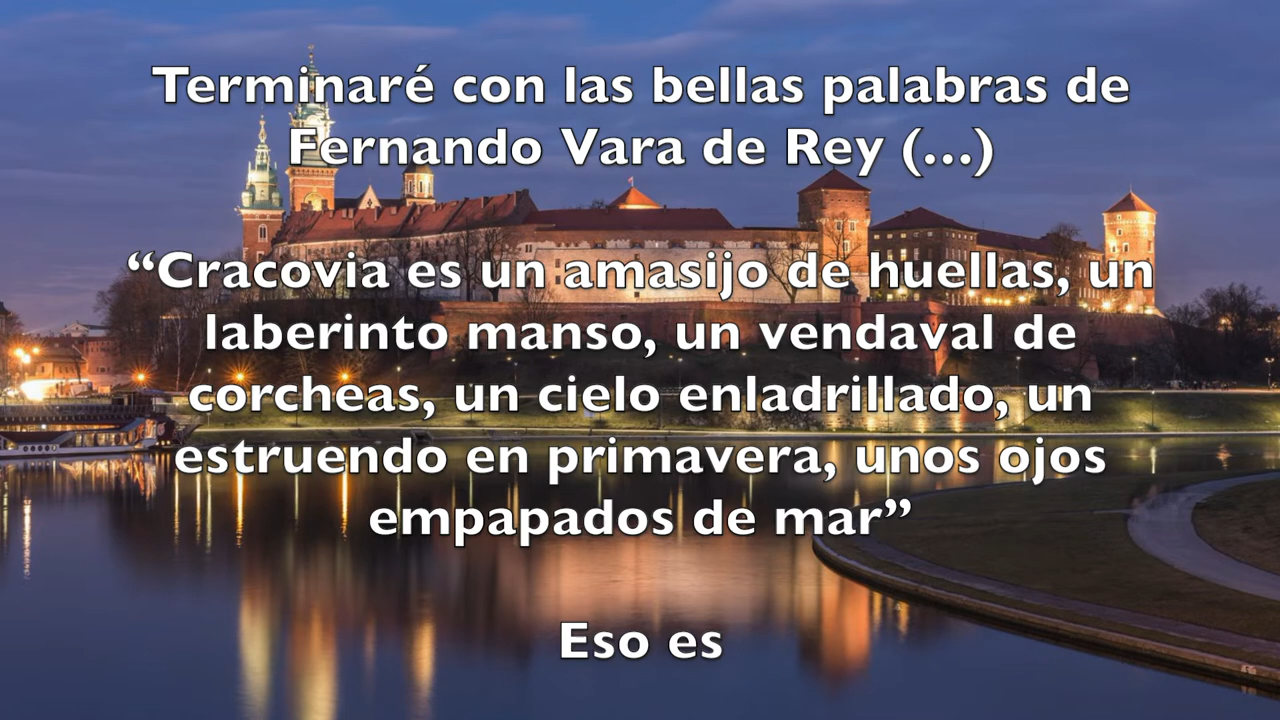 Terminaré con las bellas palabras de
Fernando Vara de Rey (…)
“Cracovia es un amasijo de huellas, un
laberinto manso, un vendaval de
corcheas, un cielo enladrillado, un
estruendo en primavera, unos ojos
empapados de mar”
Eso es